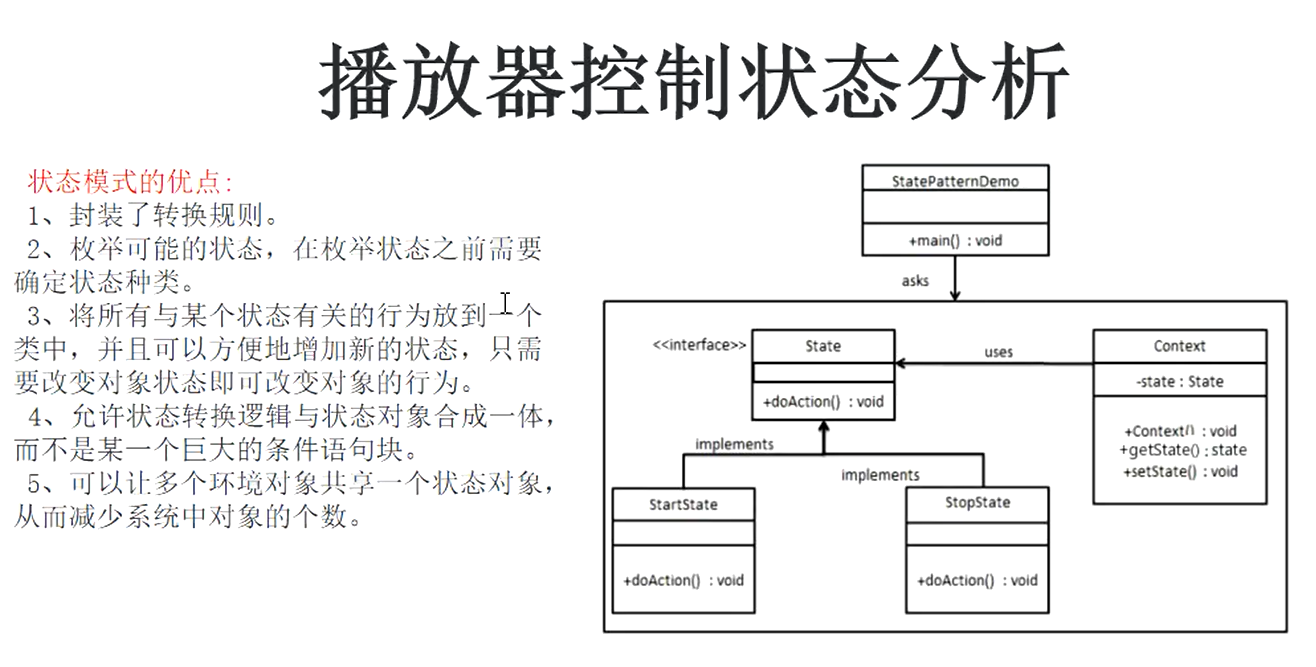 播放器控制状态分析
状态模式的优点:
1、封装了转换规则。
2、枚举可能的状态，在枚举状态之前需要
确定状态种类。
3、将所有与某个状态有关的行为放到一个
类中，并且可以方便地增加新的状态，只需
要改变对象状态即可改变对象的行为。
4、允许状态转换逻辑与状态对象合成一体，
而不是某一个巨大的条件语句块。
5、可以让多个环境对象共享一个状态对象，
从而减少系统中对象的个数。
StatePatternDemo
+main() : void
asks
<<interface>>
State
+doAction() : void
uses
Context
-state : State
+Context() : void
+getState() : state
+setState() : void
implements
implements
StartState
+doAction() : void
StopState
+doAction() : void